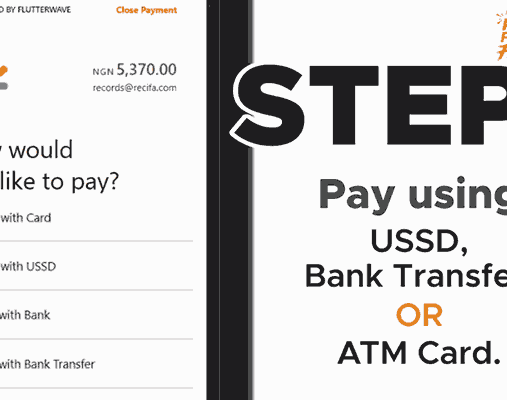 D BY FLUTTERWAVE
Close Payment
NGN 5,370.00
records@recifa.com
would
like to pay?
with Card
with USSD
with Bank
with Bank Transfer
STEP
Pay using
USSD,
Bank Transfe
OR
ATM Card.